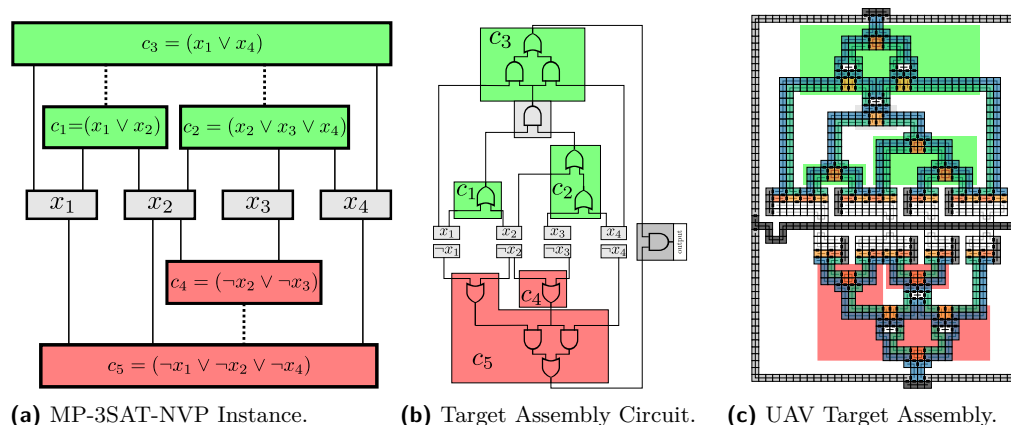 c₃ = (x₁ ∨ x₄)
c₁=(x₁ ∨ x₂)
c₂ = (x₂ ∨ x₃ ∨ x₄)
x₁ x₂ x₃ x₄
c₄ = (¬x₂ ∨ ¬x₃)
c₅ = (¬x₁ ∨ ¬x₂ ∨ ¬x₄)
(a) MP-3SAT-NVP Instance.
c₃
c₁ c₂
x₁ x₂ x₃ x₄
¬x₁ ¬x₂ ¬x₃ ¬x₄
output
c₄
c₅
(b) Target Assembly Circuit.
(c) UAV Target Assembly.